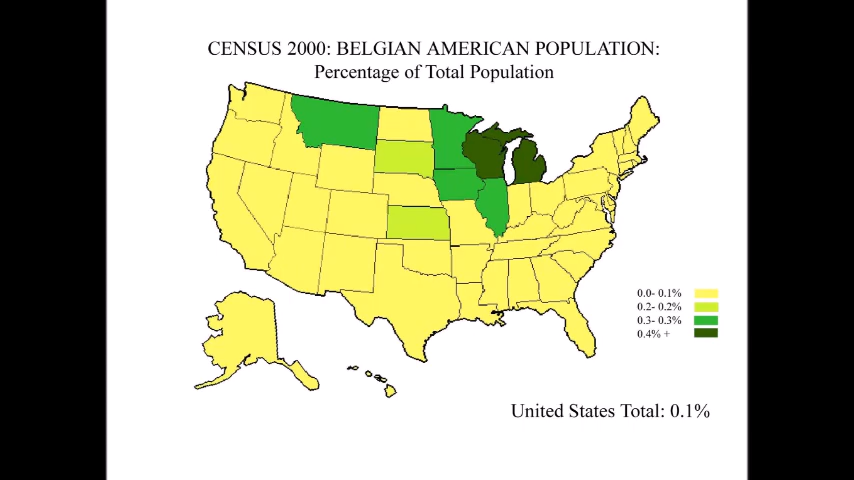 CENSUS 2000: BELGIAN AMERICAN POPULATION:
Percentage of Total Population
0.0- 0.1%
0.2- 0.2%
0.3- 0.3%
0.4% +
United States Total: 0.1%